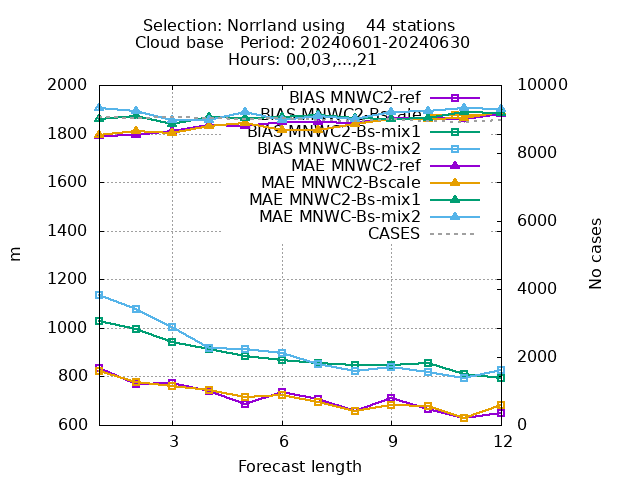 Selection: Norrland using    44 stations
Cloud base   Period: 20240601-20240630
Hours: 00,03,...,21
2000
1800
1600
1400
1200
1000
800
600
m
10000
8000
6000
4000
2000
0
No cases
BIAS MNWC2-ref
BIAS MNWC2-Bscale
BIAS MNWC2-Bs-mix1
BIAS MNWC-Bs-mix2
MAE MNWC2-ref
MAE MNWC2-Bscale
MAE MNWC2-Bs-mix1
MAE MNWC-Bs-mix2
CASES
3 6 9 12
Forecast length